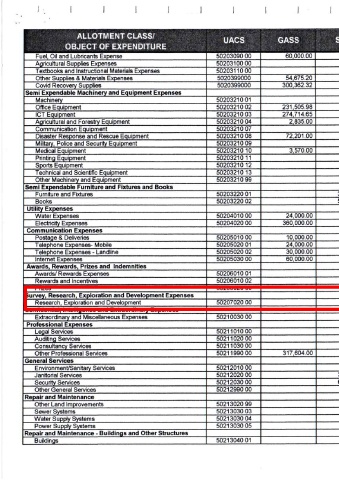 ALLOTMENT CLASS/ UACS GASS
OBJECT OF EXPENDITURE
Fuel, Oil and Lubricants Expense 50203090 00 60,000.00
Agricultural Supplies Expenses 50203100 00
Textbooks and Instructional Materials Expenses 50203110 00
Other Supplies & Materials Expenses 50203990 00 54,675.20
Covid Recovery Supplies 50203990 00 300,362.32
Semi Expendable Machinery and Equipment Expenses
Machinery 50203210 01
Office Equipment 50203210 02 231,505.98
ICT Equipment 50203210 03 274,714.65
Agricultural and Forestry Equipment 50203210 04 2,835.00
Communication Equipment 50203210 07
Disaster Response and Rescue Equipment 50203210 08 72,201.00
Military, Police and Security Equipment 50203210 09
Medical Equipment 50203210 10 3,570.00
Printing Equipment 50203210 11
Sports Equipment 50203210 12
Technical and Scientific Equipment 50203210 13
Other Machinery and Equipment 50203210 99
Semi Expendable Furniture and Fixtures and Books
Furniture and Fixtures 50203220 01
Books 50203220 02
Utility Expenses
Water Expenses 50204010 00 24,000.00
Electricity Expenses 50204020 00 360,000.00
Communication Expenses
Postage & Deliveries 50205010 00 10,000.00
Telephone Expenses- Mobile 50205020 01 24,000.00
Telephone Expenses - Landline 50205020 02 30,000.00
Internet Expenses 50205030 00 60,000.00
Awards, Rewards, Prizes and Indemnities
Awards/ Rewards Expenses 50206010 01
Rewards and Incentives 50206010 02
Survey, Research, Exploration and Development Expenses
Research, Exploration and Development 50207020 00
Extraordinary and Miscellaneous Expenses 50210030 00
Professional Expenses
Legal Services 50211010 00
Auditing Services 50211020 00
Consultancy Services 50211030 00
Other Professional Services 50211990 00 317,604.00
General Services
Environment/Sanitary Services 50212010 00
Janitorial Services 50212020 00
Security Services 50212030 00
Other General Services 50212990 00
Repair and Maintenance
Other Land Improvements 50213020 99
Sewer Systems 50213030 03
Water Supply Systems 50213030 04
Power Supply Systems 50213030 05
Repair and Maintenance - Buildings and Other Structures
Buildings 50213040 01